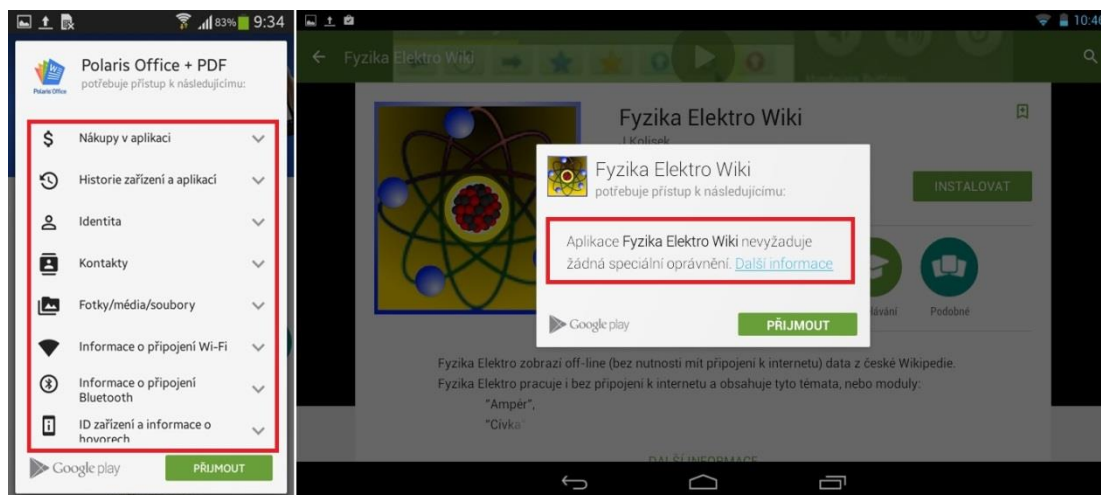 83% 9:34
Polaris Office + PDF
potřebuje přístup k následujícímu:
Polaris Office
Nákupy v aplikaci
Historie zařízení a aplikací
Identita
Kontakty
Fotky/média/soubory
Informace o připojení Wi-Fi
Informace o připojení
Bluetooth
ID zařízení a informace o
hovorech
Google play
PŘIJMOUT
10:46
Fyzika Elektro Wiki
Fyzika Elektro Wiki
J Kolisek
INSTALOVAT
Fyzika Elektro Wiki
potřebuje přístup k následujícímu:
Aplikace Fyzika Elektro Wiki nevyžaduje
žádná speciální oprávnění. Další informace
Google play
PŘIJMOUT
Podobné
Fyzika Elektro zobrazí off-line (bez nutnosti mít připojení k internetu) data z české Wikipedie.
Fyzika Elektro pracuje i bez připojení k internetu a obsahuje tyto témata, nebo moduly:
"Ampér",
"Cívka"
DALŠÍ INFORMACE